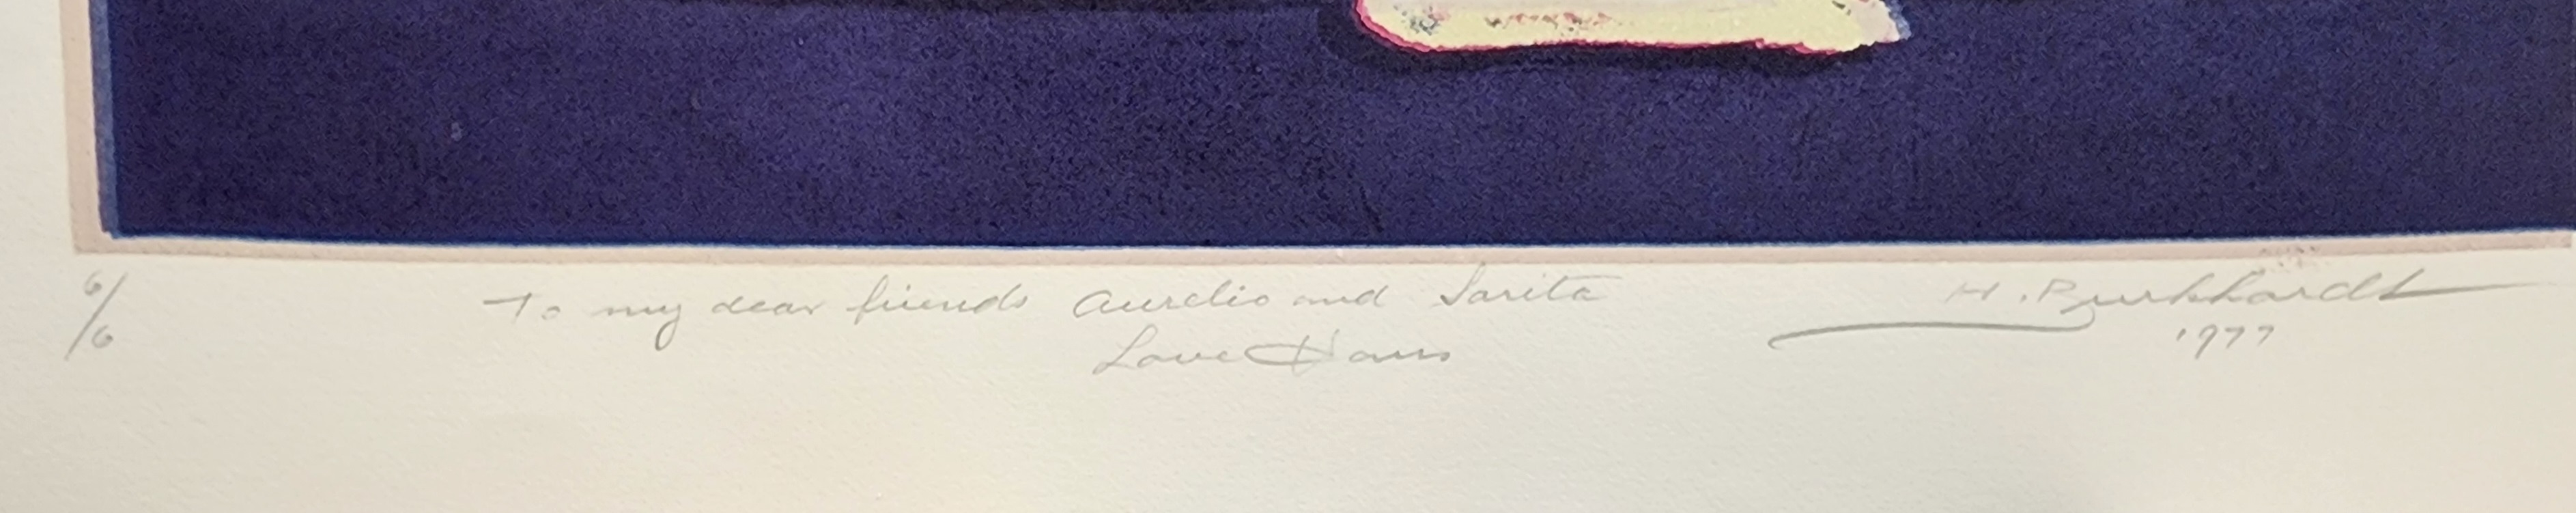 6/6
To my dear friends Aurelio and Sarita
Love Hans
H. Burkhardt
1977